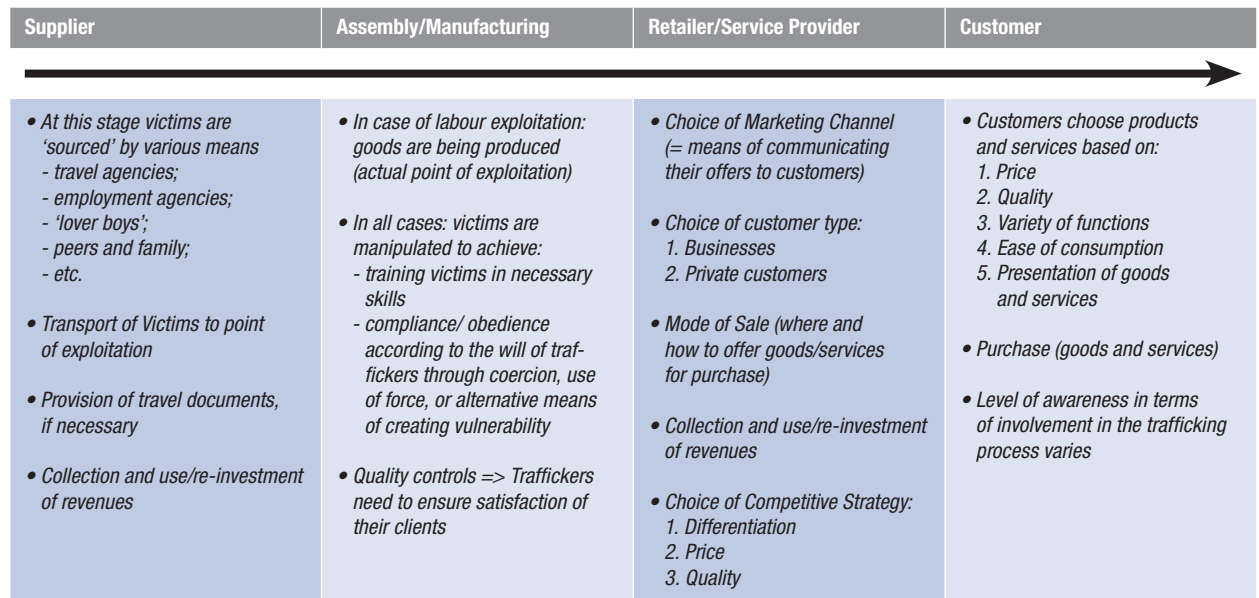 Supplier
Assembly/Manufacturing
Retailer/Service Provider
Customer
• At this stage victims are
‘sourced’ by various means
- travel agencies;
- employment agencies;
- ‘lover boys’;
- peers and family;
- etc.
• Transport of Victims to point
of exploitation
• Provision of travel documents,
if necessary
• Collection and use/re-investment
of revenues
• In case of labour exploitation:
goods are being produced
(actual point of exploitation)
• In all cases: victims are
manipulated to achieve:
- training victims in necessary
skills
- compliance/ obedience
according to the will of traf-
fickers through coercion, use
of force, or alternative means
of creating vulnerability
• Quality controls => Traffickers
need to ensure satisfaction of
their clients
• Choice of Marketing Channel
(= means of communicating
their offers to customers)
• Choice of customer type:
1. Businesses
2. Private customers
• Mode of Sale (where and
how to offer goods/services
for purchase)
• Collection and use/re-investment
of revenues
• Choice of Competitive Strategy:
1. Differentiation
2. Price
3. Quality
• Customers choose products
and services based on:
1. Price
2. Quality
3. Variety of functions
4. Ease of consumption
5. Presentation of goods
and services
• Purchase (goods and services)
• Level of awareness in terms
of involvement in the trafficking
process varies